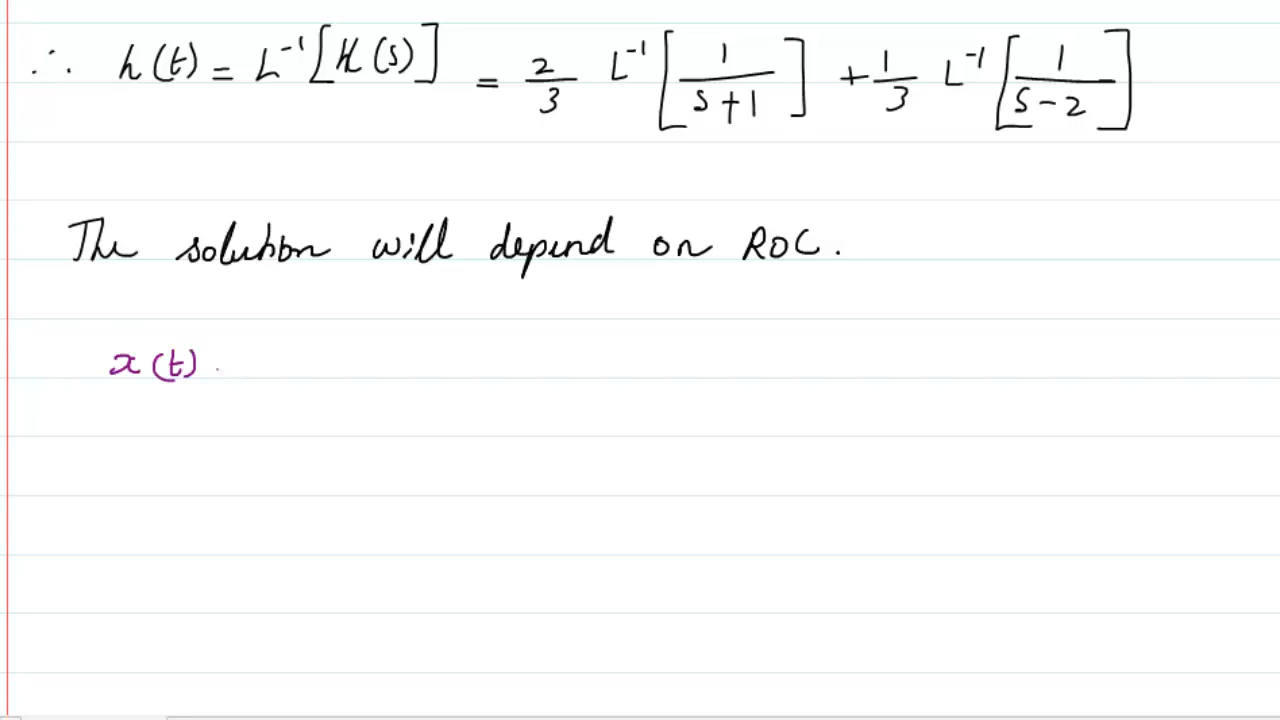 ∴ h(t) = L⁻¹[H(s)] = 2/3 L⁻¹[1/(s+1)] + 1/3 L⁻¹[1/(s-2)]
The solution will depend on ROC.
x(t)